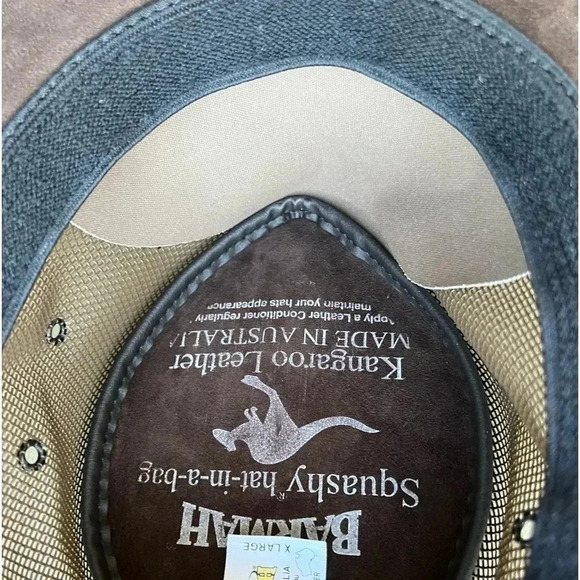 BARMAH
Squashy® hat-in-a-bag
Kangaroo Leather
MADE IN AUSTRALIA
Apply a Leather Conditioner regularly
maintain your hats appearance
X LARGE